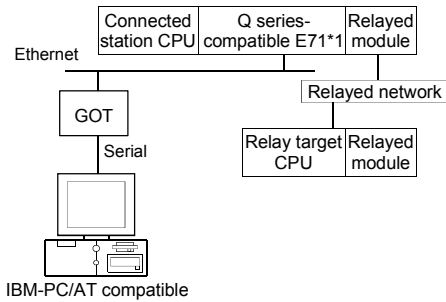 Connected
station CPU
Q series-
compatible E71*1
Relayed
module
Ethernet
Relayed network
GOT
Relay target
CPU
Relayed
module
Serial
IBM-PC/AT compatible